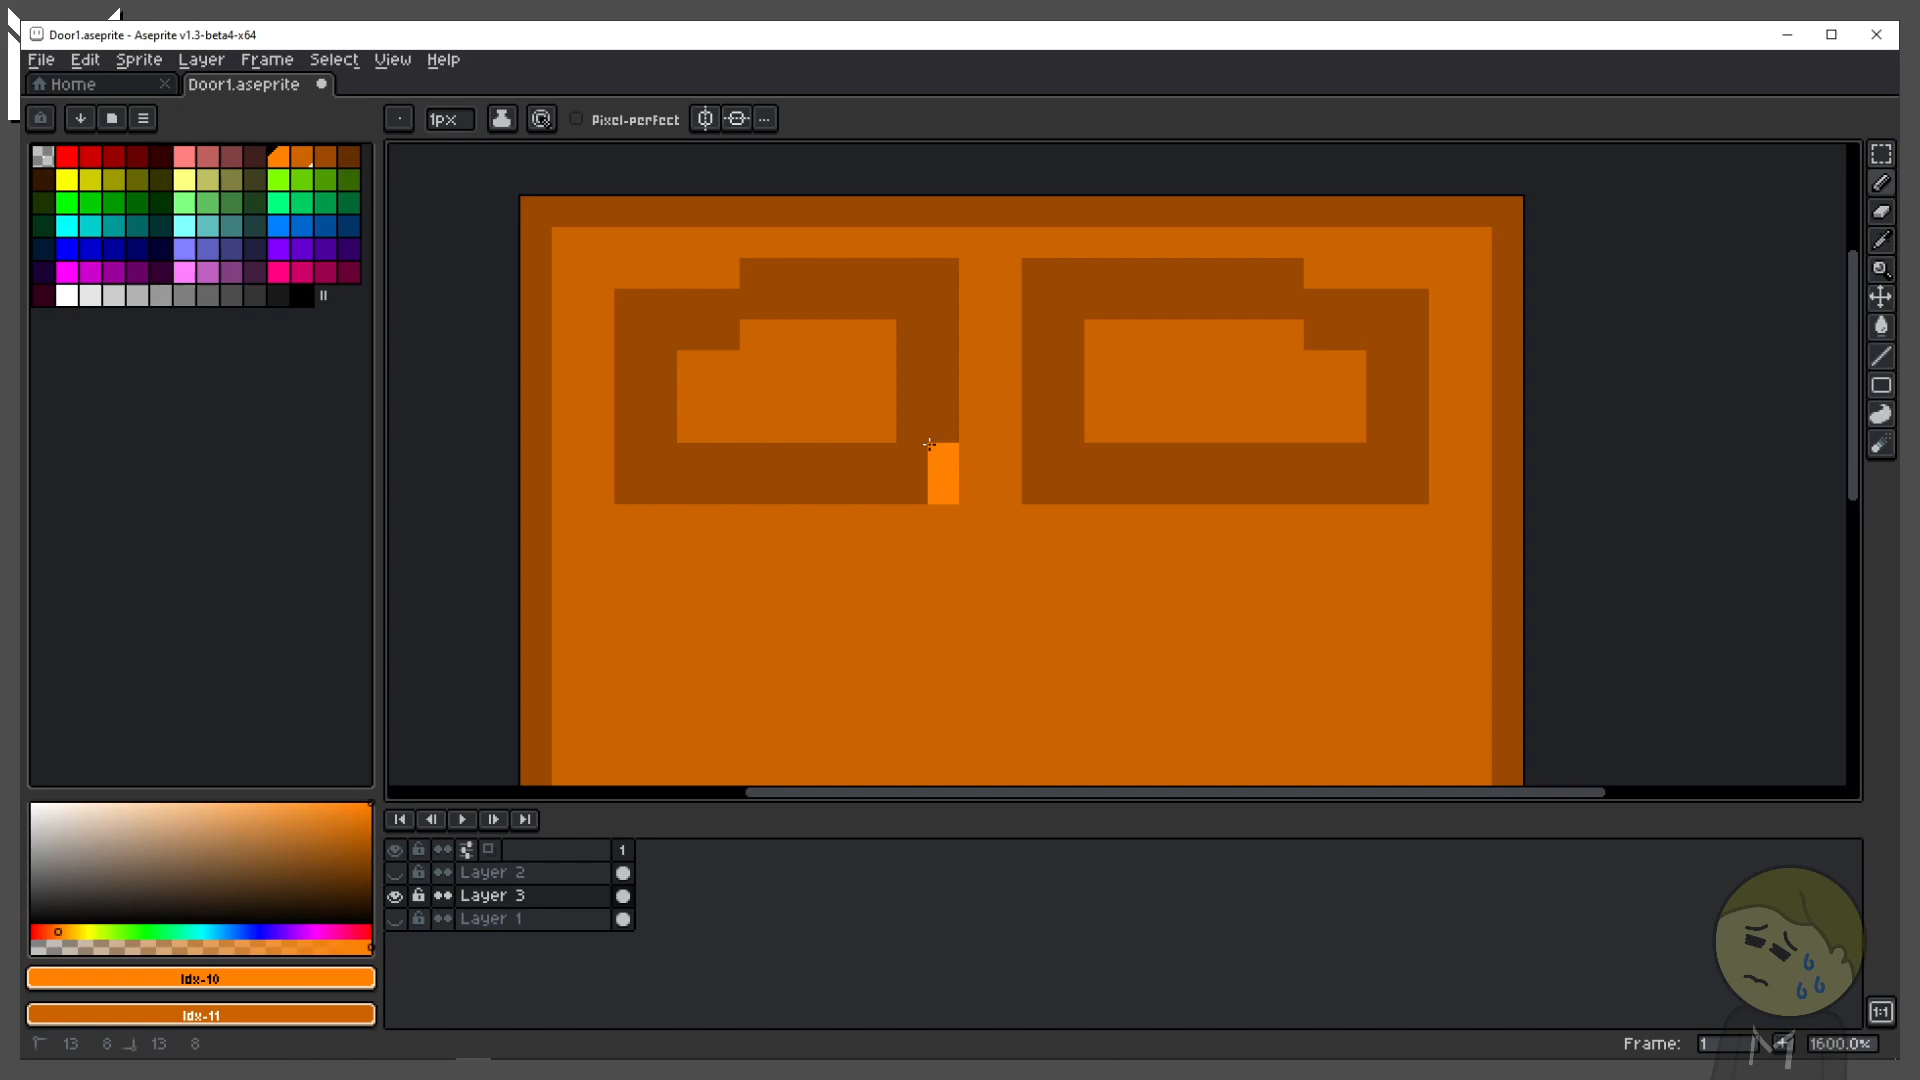 Door1.aseprite - Aseprite v1.3-beta4-x64
File Edit Sprite Layer Frame Select View Help
Home Door1.aseprite
1px Pixel-perfect
1
Layer 2
Layer 3
Layer 1
Idx-10
Idx-11
13 8 13 8
Frame: 1 1600.0%
1:1